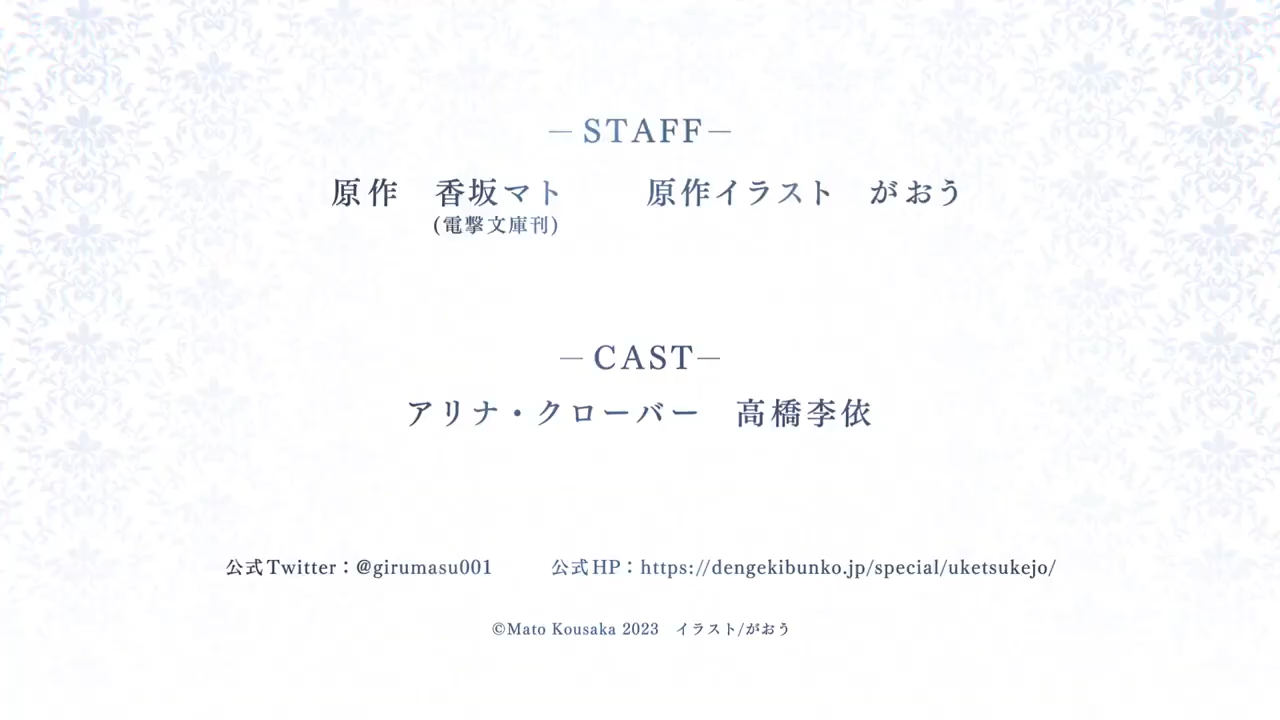 —STAFF—
原作　香坂マト　　原作イラスト　がおう
(電撃文庫刊)
—CAST—
アリナ・クローバー　高橋李依
公式Twitter：@girumasu001　　公式HP：https://dengekibunko.jp/special/uketsukejo/
©Mato Kousaka 2023　イラスト/がおう